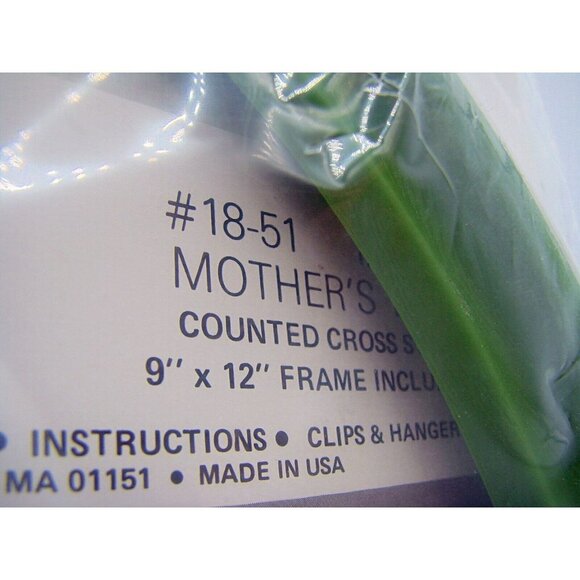 #18-51
MOTHER'S
COUNTED CROSS S
9" x 12" FRAME INCLU
• INSTRUCTIONS • CLIPS & HANGER
MA 01151 • MADE IN USA